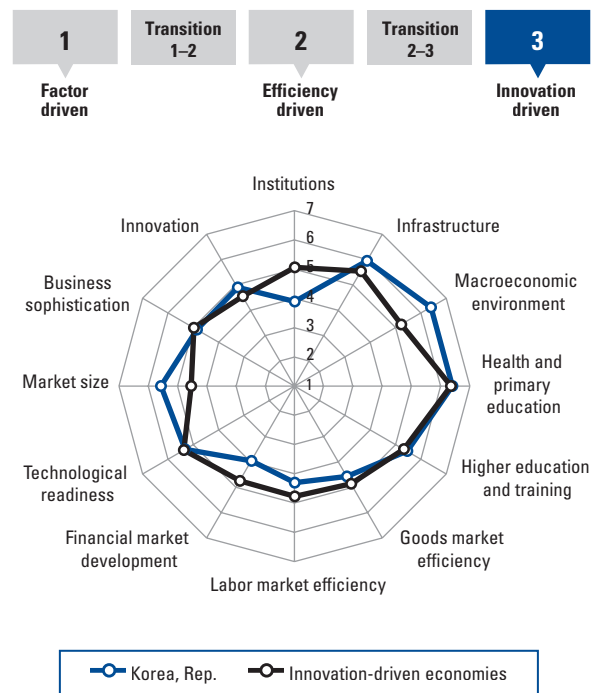 1
Transition
1–2
2
Transition
2–3
3
Factor
driven
Efficiency
driven
Innovation
driven
Institutions
Innovation
Infrastructure
Business
sophistication
Macroeconomic
environment
Market size
Health and
primary
education
Technological
readiness
Higher education
and training
Financial market
development
Goods market
efficiency
Labor market efficiency
7
6
5
4
3
2
1
Korea, Rep.
Innovation-driven economies